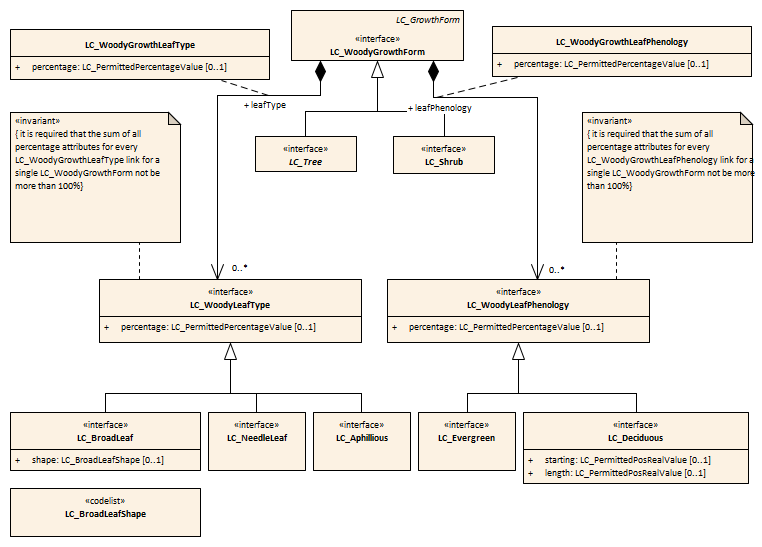 LC_GrowthForm
«interface»
LC_WoodyGrowthForm
LC_WoodyGrowthLeafType
+ percentage: LC_PermittedPercentageValue [0..1]
LC_WoodyGrowthLeafPhenology
+ percentage: LC_PermittedPercentageValue [0..1]
+ leafType
+ leafPhenology
«invariant»
{ it is required that the sum of all
percentage attributes for every
LC_WoodyGrowthLeafType link for a
single LC_WoodyGrowthForm not be
more than 100%}
«interface»
LC_Tree
«interface»
LC_Shrub
«invariant»
{ it is required that the sum of all
percentage attributes for every
LC_WoodyGrowthLeafPhenology link for a
single LC_WoodyGrowthForm not be more
than 100%}
0..*
0..*
«interface»
LC_WoodyLeafType
+ percentage: LC_PermittedPercentageValue [0..1]
«interface»
LC_WoodyLeafPhenology
+ percentage: LC_PermittedPercentageValue [0..1]
«interface»
LC_BroadLeaf
+ shape: LC_BroadLeafShape [0..1]
«interface»
LC_NeedleLeaf
«interface»
LC_Aphillious
«interface»
LC_Evergreen
«interface»
LC_Deciduous
+ starting: LC_PermittedPosRealValue [0..1]
+ length: LC_PermittedPosRealValue [0..1]
«codelist»
LC_BroadLeafShape